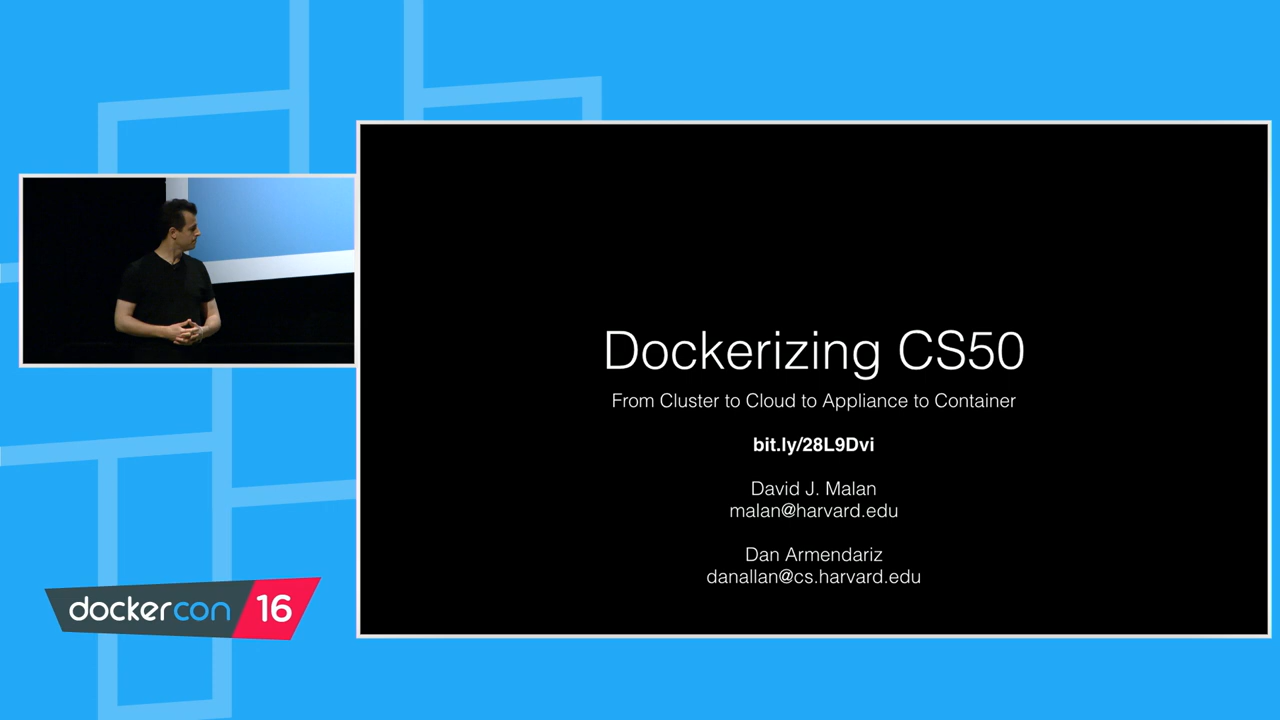 Dockerizing CS50
From Cluster to Cloud to Appliance to Container
bit.ly/28L9Dvi
David J. Malan
malan@harvard.edu
Dan Armendariz
danallan@cs.harvard.edu
dockercon 16